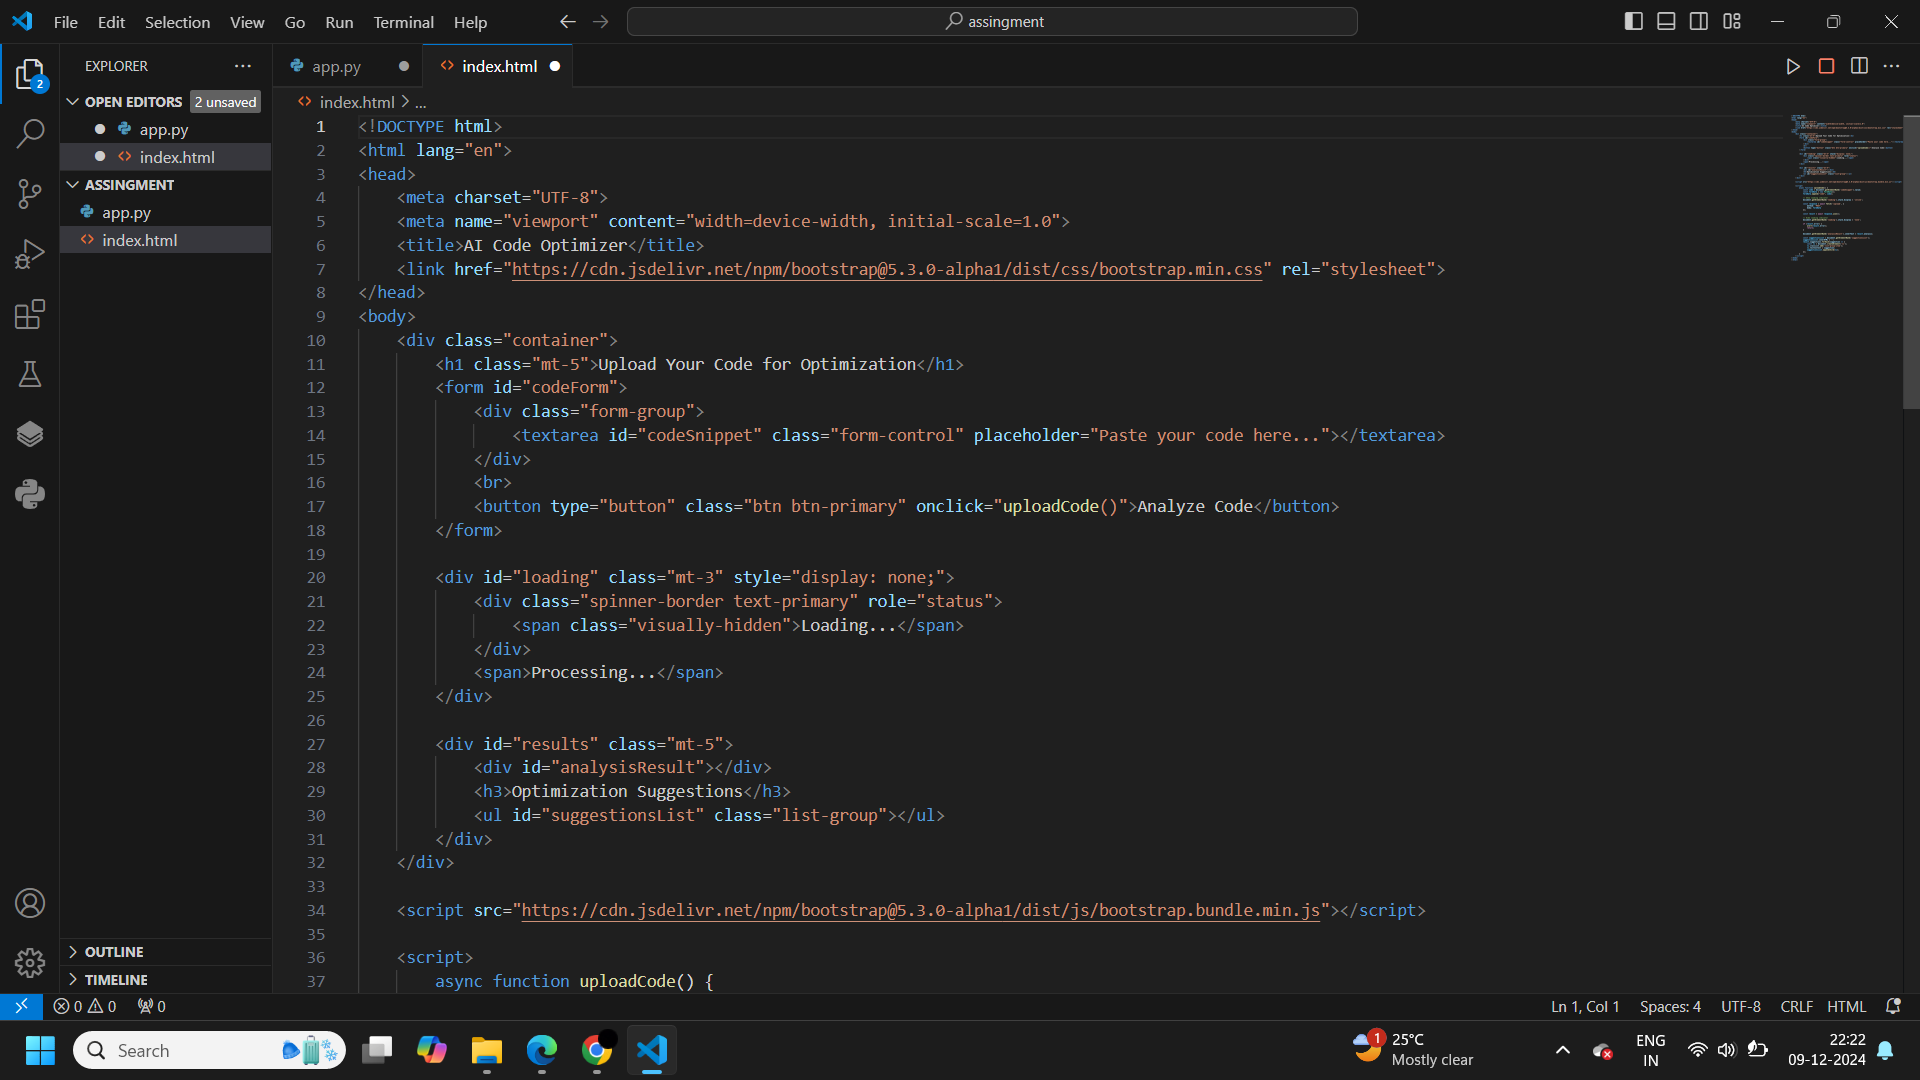 File Edit Selection View Go Run Terminal Help
assingment
EXPLORER
app.py
index.html
OPEN EDITORS 2 unsaved
app.py
index.html
ASSINGMENT
app.py
index.html
OUTLINE
TIMELINE
2
index.html > ...
1 <!DOCTYPE html>
2 <html lang="en">
3 <head>
4 <meta charset="UTF-8">
5 <meta name="viewport" content="width=device-width, initial-scale=1.0">
6 <title>AI Code Optimizer</title>
7 <link href="https://cdn.jsdelivr.net/npm/bootstrap@5.3.0-alpha1/dist/css/bootstrap.min.css" rel="stylesheet">
8 </head>
9 <body>
10 <div class="container">
11 <h1 class="mt-5">Upload Your Code for Optimization</h1>
12 <form id="codeForm">
13 <div class="form-group">
14 <textarea id="codeSnippet" class="form-control" placeholder="Paste your code here..."></textarea>
15 </div>
16 <br>
17 <button type="button" class="btn btn-primary" onclick="uploadCode()">Analyze Code</button>
18 </form>
19
20 <div id="loading" class="mt-3" style="display: none;">
21 <div class="spinner-border text-primary" role="status">
22 <span class="visually-hidden">Loading...</span>
23 </div>
24 <span>Processing...</span>
25 </div>
26
27 <div id="results" class="mt-5">
28 <div id="analysisResult"></div>
29 <h3>Optimization Suggestions</h3>
30 <ul id="suggestionsList" class="list-group"></ul>
31 </div>
32 </div>
33
34 <script src="https://cdn.jsdelivr.net/npm/bootstrap@5.3.0-alpha1/dist/js/bootstrap.bundle.min.js"></script>
35
36 <script>
37 async function uploadCode() {
0 0 0
Ln 1, Col 1 Spaces: 4 UTF-8 CRLF HTML
Search
1
25°C
Mostly clear
ENG
IN
22:22
09-12-2024